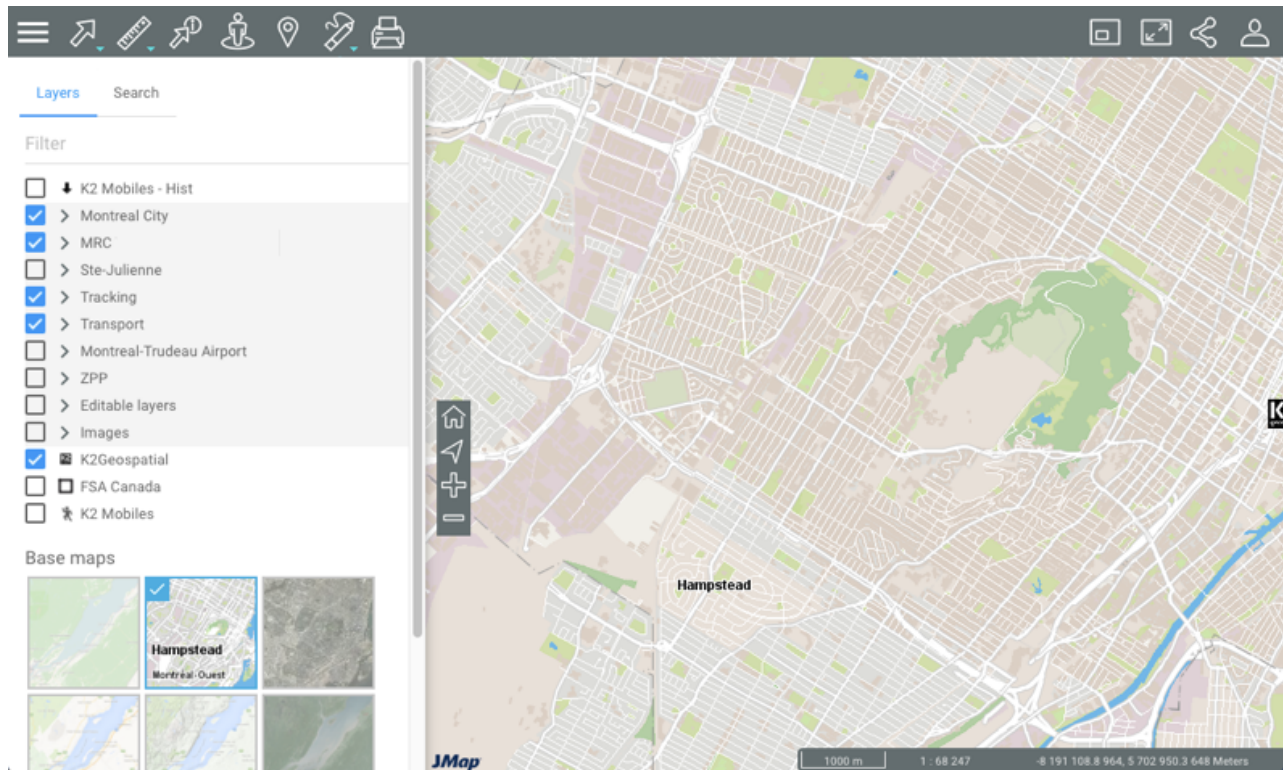 Layers Search
Filter
K2 Mobiles - Hist
Montreal City
MRC
Ste-Julienne
Tracking
Transport
Montreal-Trudeau Airport
ZPP
Editable layers
Images
K2Geospatial
FSA Canada
K2 Mobiles
Base maps
Hampstead
Montréal-Ouest
Hampstead
K
JMap
1000 m 1 : 68 247 -8 191 108.8 964, 5 702 950.3 648 Meters